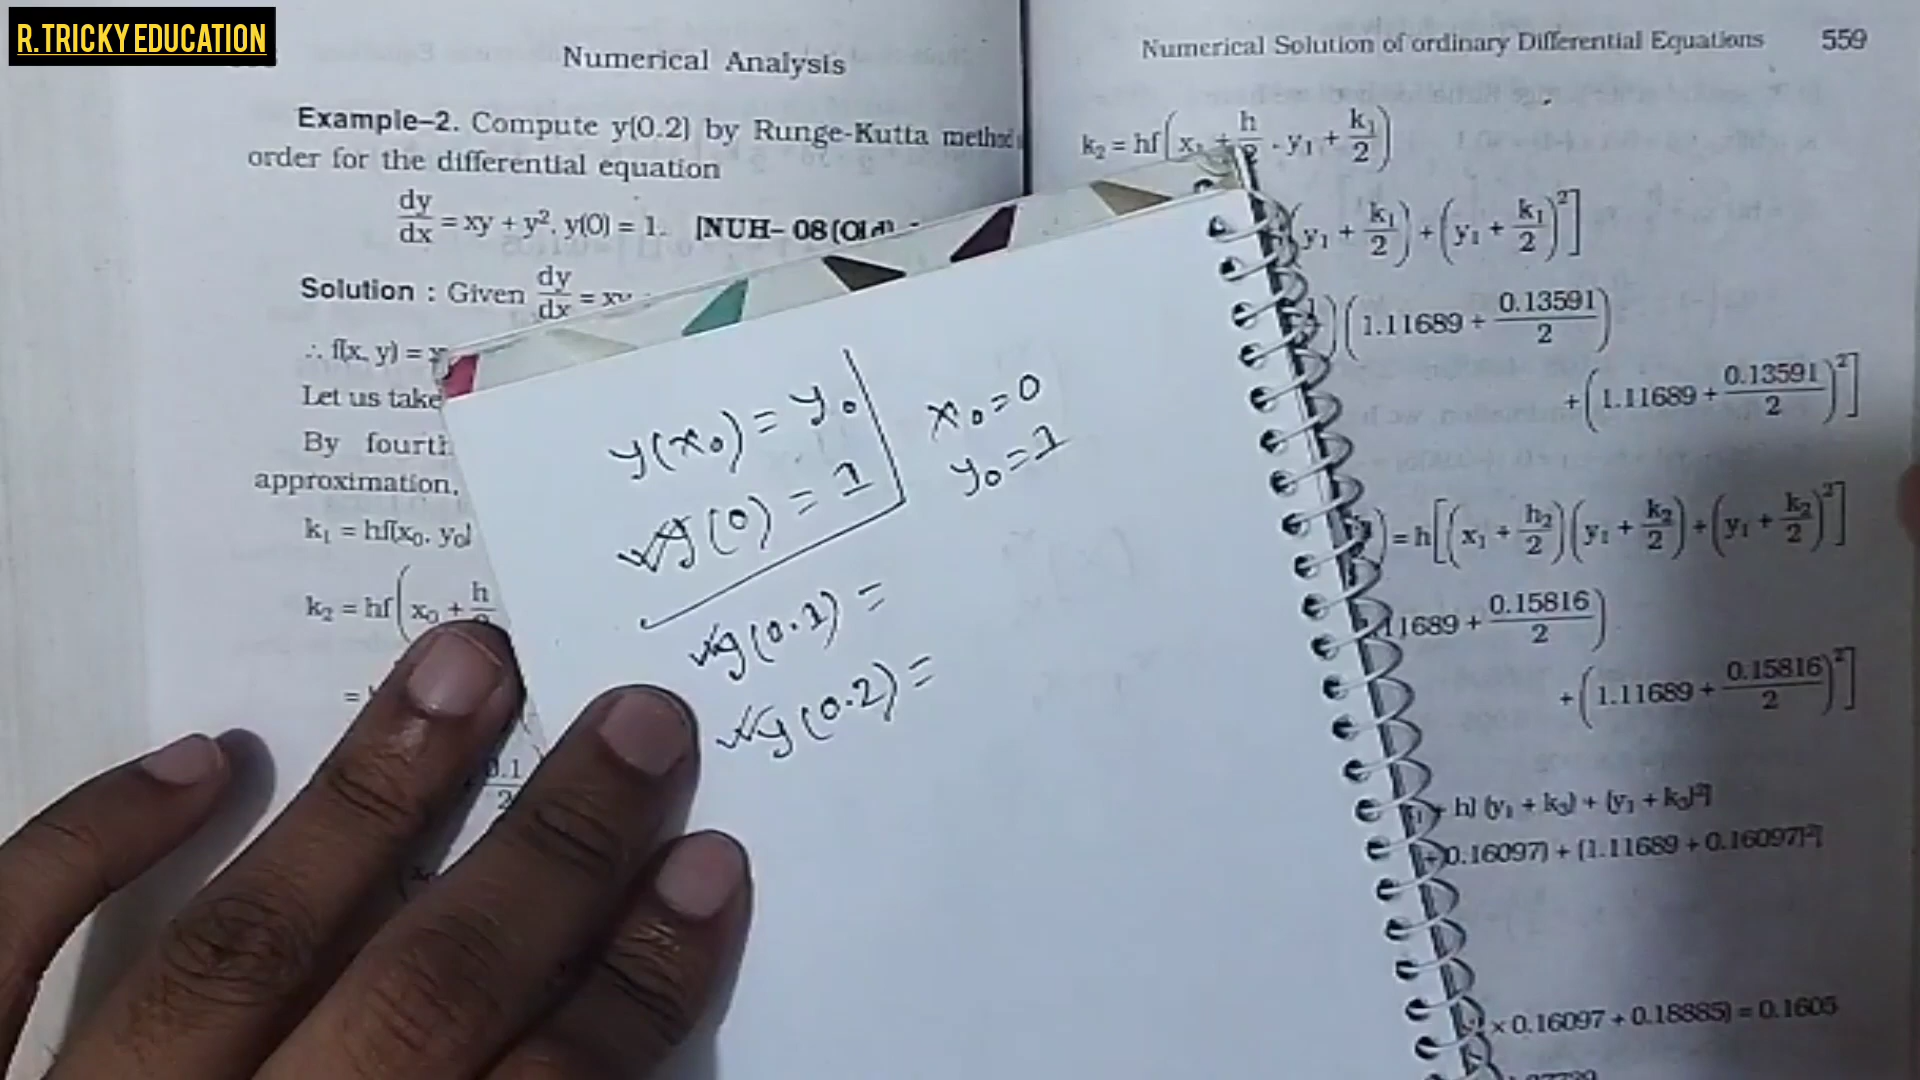 R.TRICKY EDUCATION
Numerical Analysis
Example-2. Compute y(0.2) by Runge-Kutta method
order for the differential equation
dy/dx = xy + y², y(0) = 1. [NUH- 08 (Old)
Solution : Given dy/dx = xy
∴ f(x, y) =
Let us take
By fourth
approximation,
k₁ = hf(x₀, y₀)
k₂ = hf(x₀ + h
=
0.1/2
y(x₀) = y₀
y(0) = 1
x₀=0
y₀=1
y(0.1) =
y(0.2) =
Numerical Solution of ordinary Differential Equations 559
k₂ = hf(x₁ + h/2 , y₁ + k₁/2)
(y₁ + k₁/2) + (y₁ + k₁/2)²]
)(1.11689 + 0.13591/2)
+ (1.11689 + 0.13591/2)²]
) = h[(x₁ + h₂/2)(y₁ + k₂/2) + (y₁ + k₂/2)²]
11689 + 0.15816/2)
+ (1.11689 + 0.15816/2)²]
+ h) (y₁ + k₃) + (y₁ + k₃)²]
+ 0.16097) + (1.11689 + 0.16097)²]
× 0.16097 + 0.18885) = 0.1605